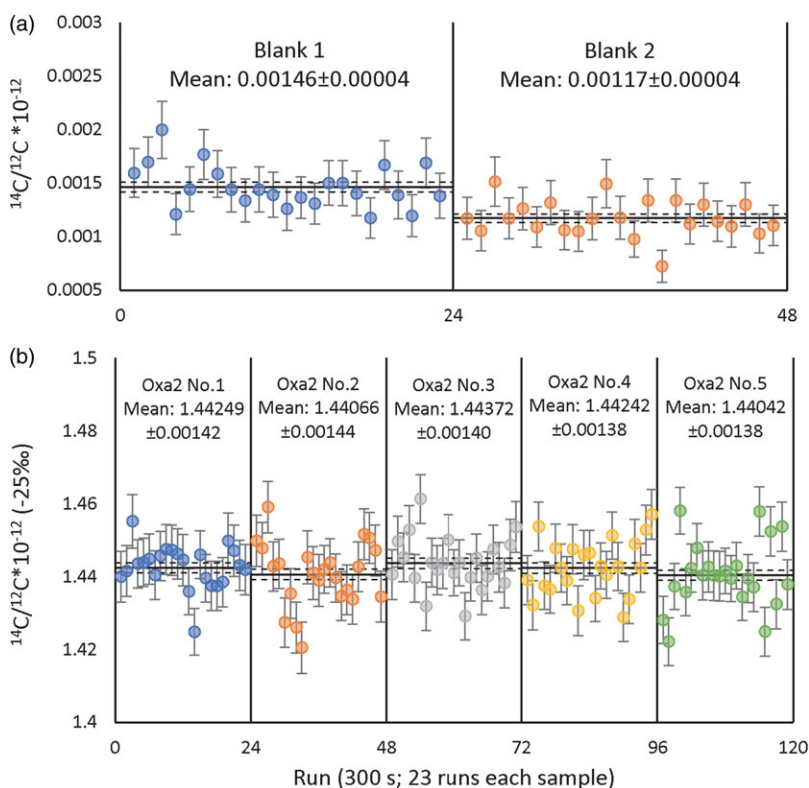 (a)
0.003
0.0025
0.002
0.0015
0.001
0.0005
¹⁴C/¹²C *10⁻¹²
Blank 1
Mean: 0.00146±0.00004
Blank 2
Mean: 0.00117±0.00004
0
24
48
(b)
1.5
1.48
1.46
1.44
1.42
1.4
¹⁴C/¹²C*10⁻¹² (-25‰)
Oxa2 No.1
Mean: 1.44249
±0.00142
Oxa2 No.2
Mean: 1.44066
±0.00144
Oxa2 No.3
Mean: 1.44372
±0.00140
Oxa2 No.4
Mean: 1.44242
±0.00138
Oxa2 No.5
Mean: 1.44042
±0.00138
0
24
48
72
96
120
Run (300 s; 23 runs each sample)